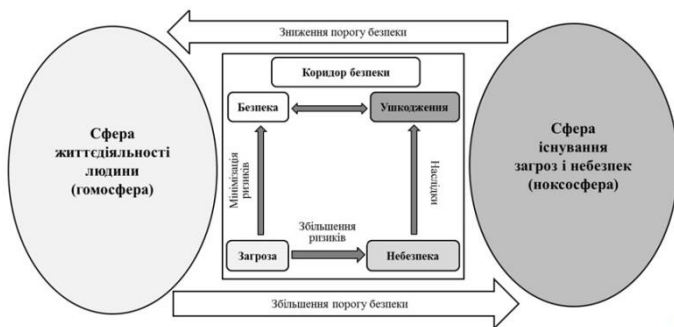 Зниження порогу безпеки
Коридор безпеки
Безпека
Ушкодження
Сфера
життєдіяльності
людини
(гомосфера)
Мінімізація
ризиків
Наслідки
Сфера
існування
загроз і небезпек
(ноксосфера)
Збільшення
ризиків
Загроза
Небезпека
Збільшення порогу безпеки